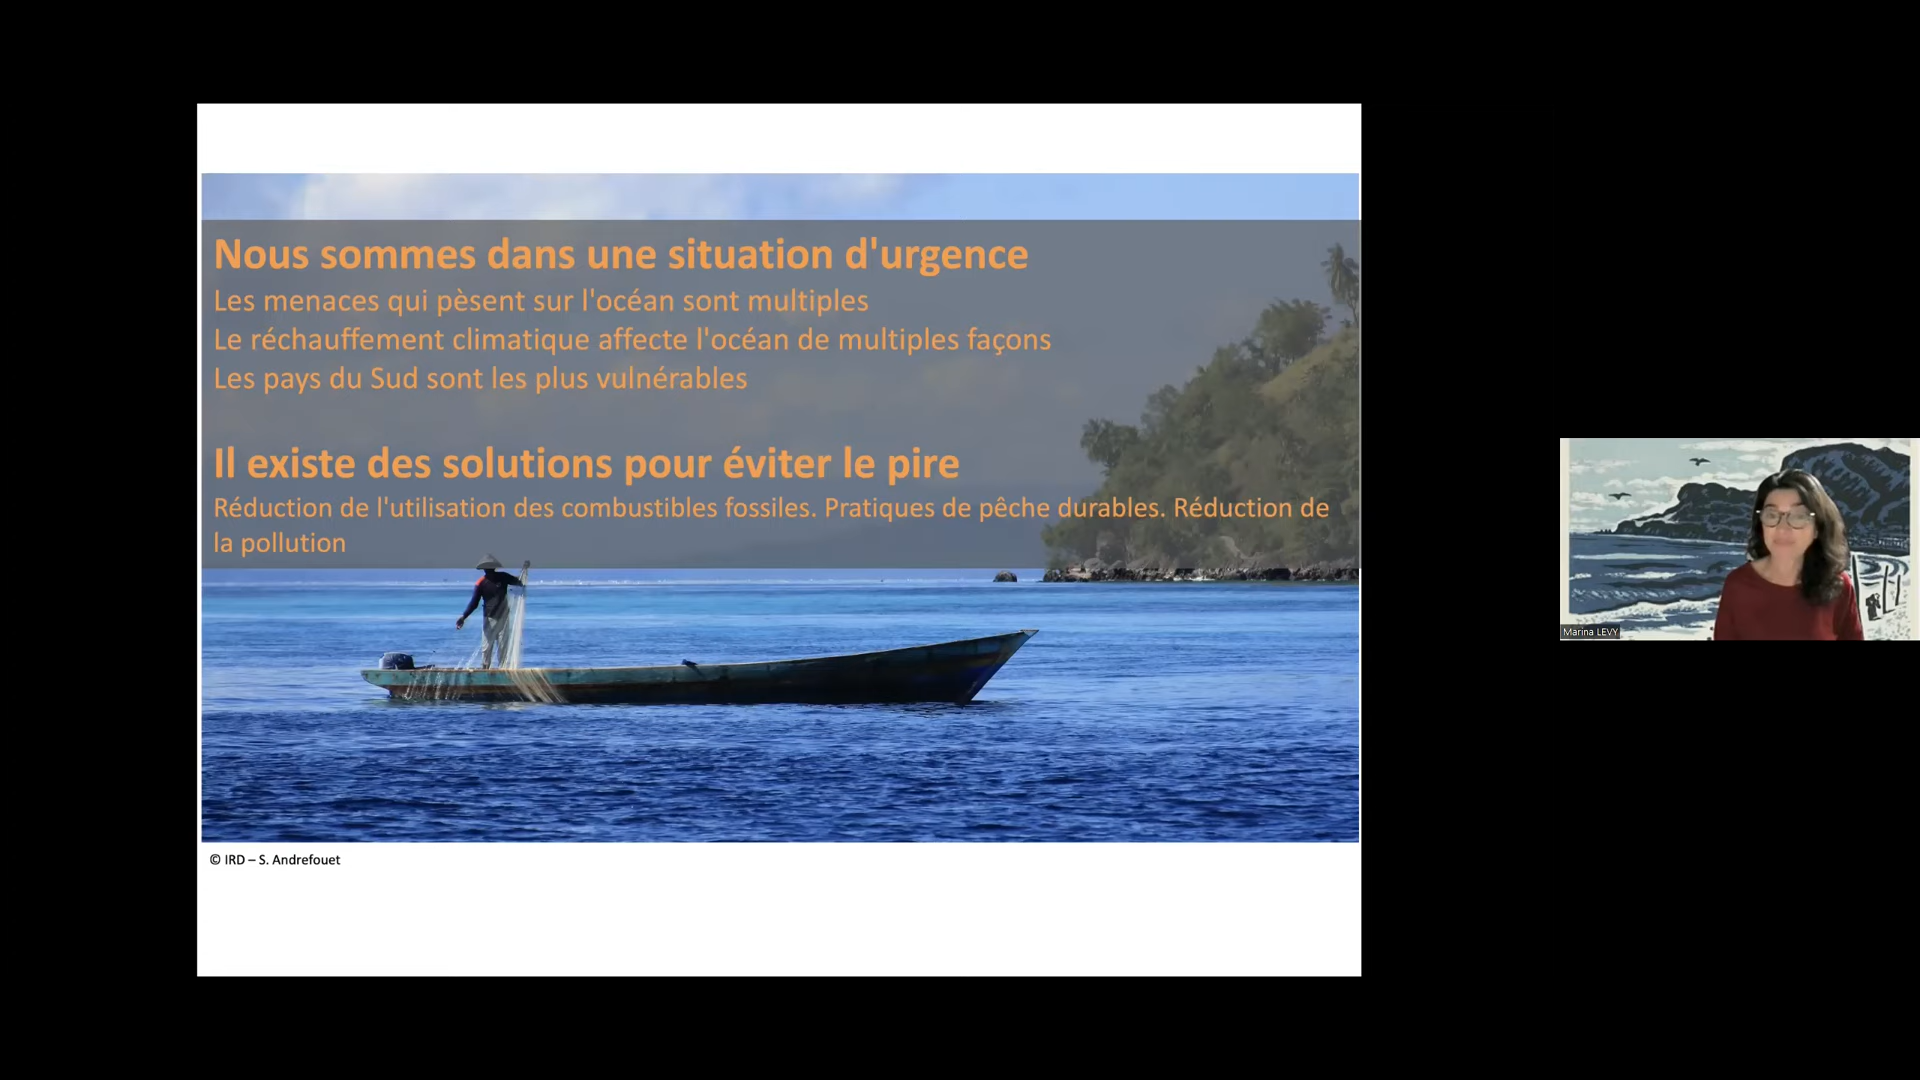 Nous sommes dans une situation d'urgence
Les menaces qui pèsent sur l'océan sont multiples
Le réchauffement climatique affecte l'océan de multiples façons
Les pays du Sud sont les plus vulnérables
Il existe des solutions pour éviter le pire
Réduction de l'utilisation des combustibles fossiles. Pratiques de pêche durables. Réduction de
la pollution
© IRD – S. Andrefouet
Marina LEVY